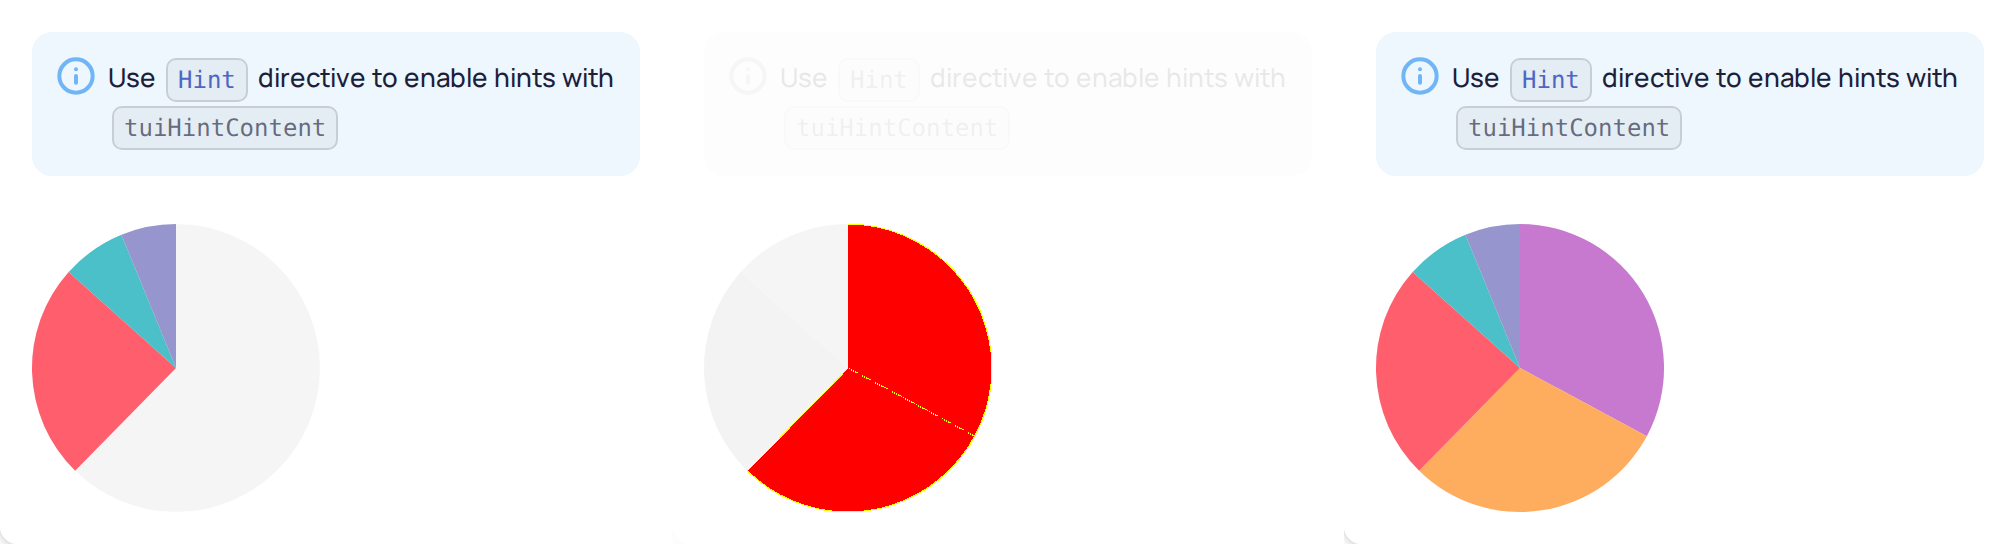 Use Hint directive to enable hints with
tuiHintContent
Use Hint directive to enable hints with
tuiHintContent
Use Hint directive to enable hints with
tuiHintContent